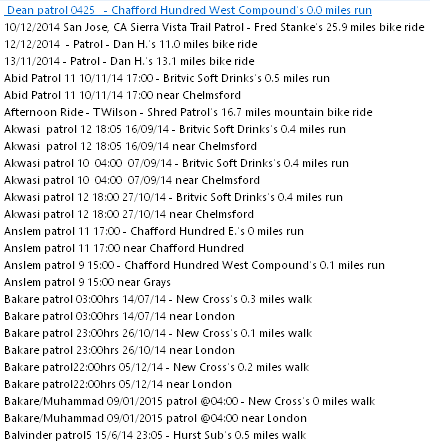 Dean patrol 0425 - Chafford Hundred West Compound's 0.0 miles run
10/12/2014 San Jose, CA Sierra Vista Trail Patrol - Fred Stanke's 25.9 miles bike ride
12/12/2014 - Patrol - Dan H.'s 11.0 miles bike ride
13/11/2014 - Patrol - Dan H.'s 13.1 miles bike ride
Abid Patrol 11 10/11/14 17:00 - Britvic Soft Drinks's 0.5 miles run
Abid Patrol 11 10/11/14 17:00 near Chelmsford
Afternoon Ride - TWilson - Shred Patrol's 16.7 miles mountain bike ride
Akwasi patrol 12 18:05 16/09/14 - Britvic Soft Drinks's 0.4 miles run
Akwasi patrol 12 18:05 16/09/14 near Chelmsford
Akwasi patrol 10 04:00 07/09/14 - Britvic Soft Drinks's 0.4 miles run
Akwasi patrol 10 04:00 07/09/14 near Chelmsford
Akwasi patrol 12 18:00 27/10/14 - Britvic Soft Drinks's 0.4 miles run
Akwasi patrol 12 18:00 27/10/14 near Chelmsford
Anslem patrol 11 17:00 - Chafford Hundred E.'s 0 miles run
Anslem patrol 11 17:00 near Chafford Hundred
Anslem patrol 9 15:00 - Chafford Hundred West Compound's 0.1 miles run
Anslem patrol 9 15:00 near Grays
Bakare patrol 03:00hrs 14/07/14 - New Cross's 0.3 miles walk
Bakare patrol 03:00hrs 14/07/14 near London
Bakare patrol 23:00hrs 26/10/14 - New Cross's 0.1 miles walk
Bakare patrol 23:00hrs 26/10/14 near London
Bakare patrol22:00hrs 05/12/14 - New Cross's 0.2 miles walk
Bakare patrol22:00hrs 05/12/14 near London
Bakare/Muhammad 09/01/2015 patrol @04:00 - New Cross's 0 miles walk
Bakare/Muhammad 09/01/2015 patrol @04:00 near London
Balvinder patrol5 15/6/14 23:05 - Hurst Sub's 0.5 miles walk